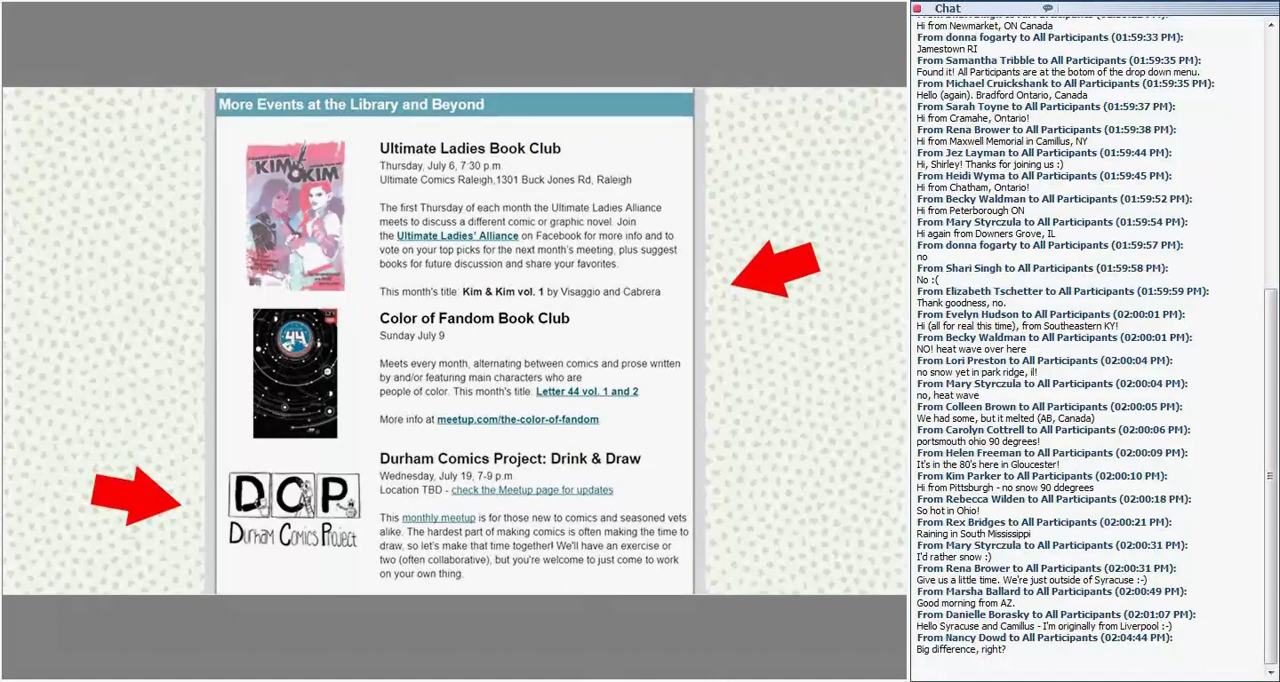 More Events at the Library and Beyond
KIM
& KIM
Ultimate Ladies Book Club
Thursday, July 6, 7:30 p.m
Ultimate Comics Raleigh,1301 Buck Jones Rd, Raleigh
The first Thursday of each month the Ultimate Ladies Alliance
meets to discuss a different comic or graphic novel. Join
the Ultimate Ladies' Alliance on Facebook for more info and to
vote on your top picks for the next month's meeting, plus suggest
books for future discussion and share your favorites.
This month's title: Kim & Kim vol. 1 by Visaggio and Cabrera
44
Color of Fandom Book Club
Sunday July 9
Meets every month, alternating between comics and prose written
by and/or featuring main characters who are
people of color. This month's title: Letter 44 vol. 1 and 2
More info at meetup.com/the-color-of-fandom
DCP
Durham Comics Project
Durham Comics Project: Drink & Draw
Wednesday, July 19, 7-9 p.m
Location TBD - check the Meetup page for updates
This monthly meetup is for those new to comics and seasoned vets
alike. The hardest part of making comics is often making the time to
draw, so let's make that time together! We'll have an exercise or
two (often collaborative), but you're welcome to just come to work
on your own thing.
Chat
Hi from Newmarket, ON Canada
From donna fogarty to All Participants (01:59:33 PM):
Jamestown RI
From Samantha Tribble to All Participants (01:59:35 PM):
Found it! All Participants are at the botom of the drop down menu.
From Michael Cruickshank to All Participants (01:59:35 PM):
Hello (again). Bradford Ontario, Canada
From Sarah Toyne to All Participants (01:59:37 PM):
Hi from Cramahe, Ontario!
From Rena Brower to All Participants (01:59:38 PM):
Hi from Maxwell Memorial in Camillus, NY
From Jez Layman to All Participants (01:59:44 PM):
Hi, Shirley! Thanks for joining us :)
From Heidi Wyma to All Participants (01:59:45 PM):
Hi from Chatham, Ontario!
From Becky Waldman to All Participants (01:59:52 PM):
Hi from Peterborough ON
From Mary Styrczula to All Participants (01:59:54 PM):
Hi again from Downers Grove, IL
From donna fogarty to All Participants (01:59:57 PM):
no
From Shari Singh to All Participants (01:59:58 PM):
No :(
From Elizabeth Tschetter to All Participants (01:59:59 PM):
Thank goodness, no.
From Evelyn Hudson to All Participants (02:00:01 PM):
Hi (all for real this time), from Southeastern KY!
From Becky Waldman to All Participants (02:00:01 PM):
NO! heat wave over here
From Lori Preston to All Participants (02:00:04 PM):
no snow yet in park ridge, il!
From Mary Styrczula to All Participants (02:00:04 PM):
no, heat wave
From Colleen Brown to All Participants (02:00:05 PM):
We had some, but it melted (AB, Canada)
From Carolyn Cottrell to All Participants (02:00:06 PM):
portsmouth ohio 90 degrees!
From Helen Freeman to All Participants (02:00:09 PM):
It's in the 80's here in Gloucester!
From Kim Parker to All Participants (02:00:10 PM):
Hi from Pittsburgh - no snow 90 ddegrees
From Rebecca Wilden to All Participants (02:00:18 PM):
So hot in Ohio!
From Rex Bridges to All Participants (02:00:21 PM):
Raining in South Mississippi
From Mary Styrczula to All Participants (02:00:31 PM):
I'd rather snow :)
From Rena Brower to All Participants (02:00:31 PM):
Give us a little time. We're just outside of Syracuse :-)
From Marsha Ballard to All Participants (02:00:49 PM):
Good morning from AZ.
From Danielle Borasky to All Participants (02:01:07 PM):
Hello Syracuse and Camillus - I'm originally from Liverpool :-)
From Nancy Dowd to All Participants (02:04:44 PM):
Big difference, right?